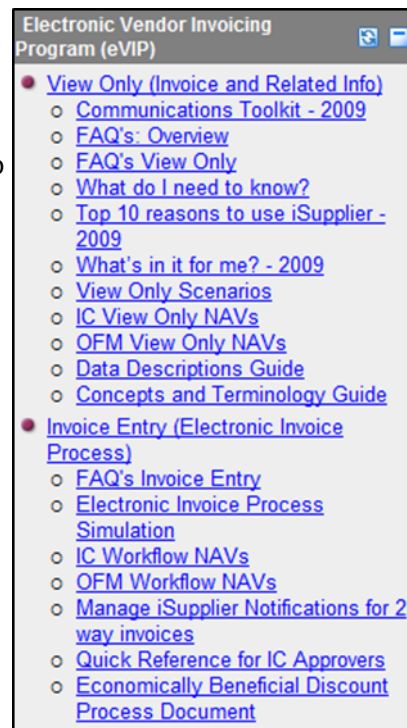 Electronic Vendor Invoicing
Program (eVIP)
View Only (Invoice and Related Info)
o Communications Toolkit - 2009
o FAQ's: Overview
o FAQ's View Only
o What do I need to know?
o Top 10 reasons to use iSupplier -
2009
o What's in it for me? - 2009
o View Only Scenarios
o IC View Only NAVs
o OFM View Only NAVs
o Data Descriptions Guide
o Concepts and Terminology Guide
Invoice Entry (Electronic Invoice
Process)
o FAQ's Invoice Entry
o Electronic Invoice Process
Simulation
o IC Workflow NAVs
o OFM Workflow NAVs
o Manage iSupplier Notifications for 2
way invoices
o Quick Reference for IC Approvers
o Economically Beneficial Discount
Process Document